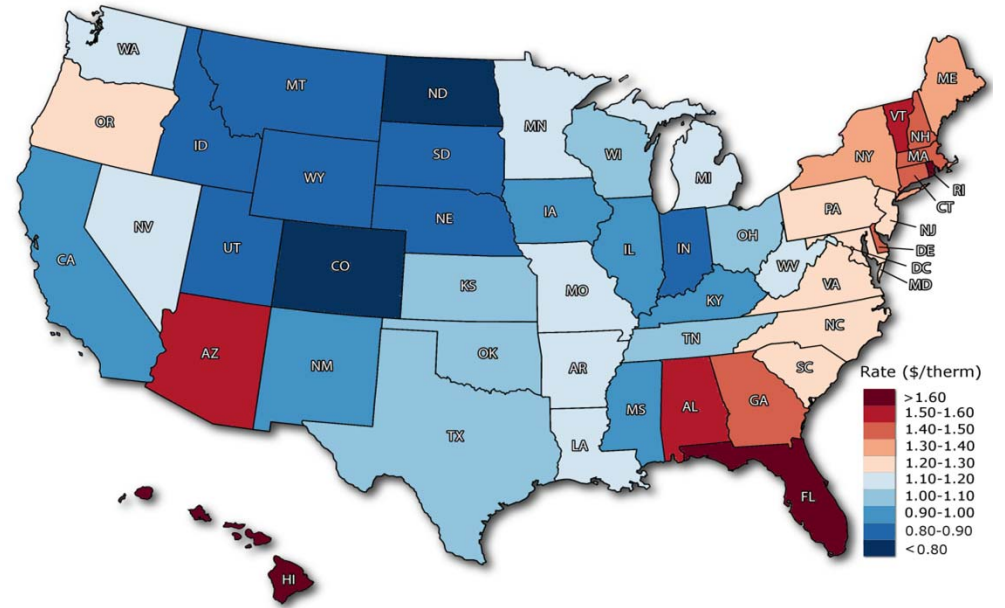 WA
MT
ND
MN
ME
VT
NH
OR
ID
SD
WI
NY
MA
MI
RI
CT
WY
NV
NE
IA
PA
NJ
OH
DE
IL
IN
UT
CA
CO
WV
DC
MD
KS
MO
KY
VA
NC
TN
AZ
NM
OK
AR
SC
MS
AL
GA
TX
LA
FL
HI
Rate ($/therm)
>1.60
1.50-1.60
1.40-1.50
1.30-1.40
1.20-1.30
1.10-1.20
1.00-1.10
0.90-1.00
0.80-0.90
<0.80